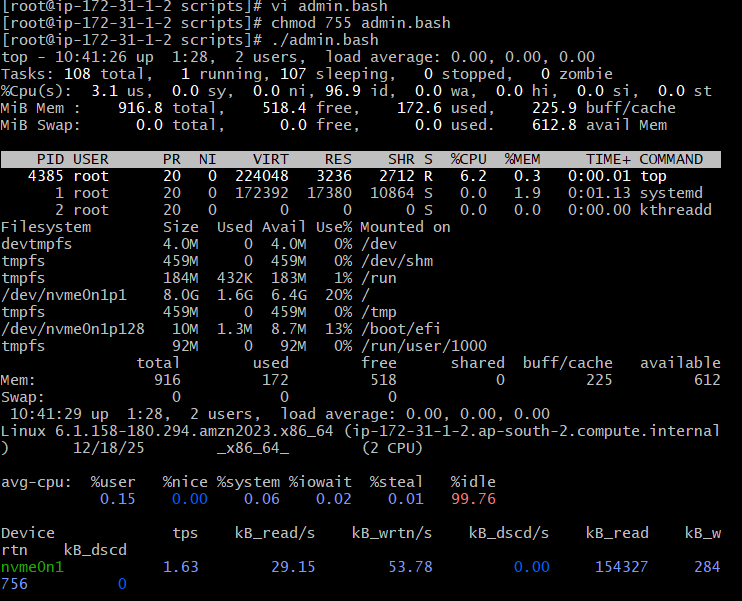 [root@ip-172-31-1-2 scripts]# vi admin.bash
[root@ip-172-31-1-2 scripts]# chmod 755 admin.bash
[root@ip-172-31-1-2 scripts]# ./admin.bash
top - 10:41:26 up  1:28,  2 users,  load average: 0.00, 0.00, 0.00
Tasks: 108 total,   1 running, 107 sleeping,   0 stopped,   0 zombie
%Cpu(s):  3.1 us,  0.0 sy,  0.0 ni, 96.9 id,  0.0 wa,  0.0 hi,  0.0 si,  0.0 st
MiB Mem :    916.8 total,    518.4 free,    172.6 used,    225.9 buff/cache
MiB Swap:      0.0 total,      0.0 free,      0.0 used.    612.8 avail Mem
    PID USER      PR  NI    VIRT    RES    SHR S  %CPU  %MEM     TIME+ COMMAND
   4385 root      20   0  224048   3236   2712 R   6.2   0.3   0:00.01 top
      1 root      20   0  172392  17380  10864 S   0.0   1.9   0:01.13 systemd
      2 root      20   0       0      0      0 S   0.0   0.0   0:00.00 kthreadd
Filesystem        Size  Used Avail Use% Mounted on
devtmpfs          4.0M     0  4.0M   0% /dev
tmpfs             459M     0  459M   0% /dev/shm
tmpfs             184M  432K  183M   1% /run
/dev/nvme0n1p1    8.0G  1.6G  6.4G  20% /
tmpfs             459M     0  459M   0% /tmp
/dev/nvme0n1p128   10M  1.3M  8.7M  13% /boot/efi
tmpfs              92M     0   92M   0% /run/user/1000
               total        used        free      shared  buff/cache   available
Mem:             916         172         518           0         225         612
Swap:              0           0           0
 10:41:29 up  1:28,  2 users,  load average: 0.00, 0.00, 0.00
Linux 6.1.158-180.294.amzn2023.x86_64 (ip-172-31-1-2.ap-south-2.compute.internal
)       12/18/25        _x86_64_        (2 CPU)
avg-cpu:  %user   %nice %system %iowait  %steal   %idle
           0.15    0.00    0.06    0.02    0.01   99.76
Device             tps    kB_read/s    kB_wrtn/s    kB_dscd/s    kB_read    kB_w
rtn    kB_dscd
nvme0n1           1.63        29.15        53.78         0.00     154327     284
756          0